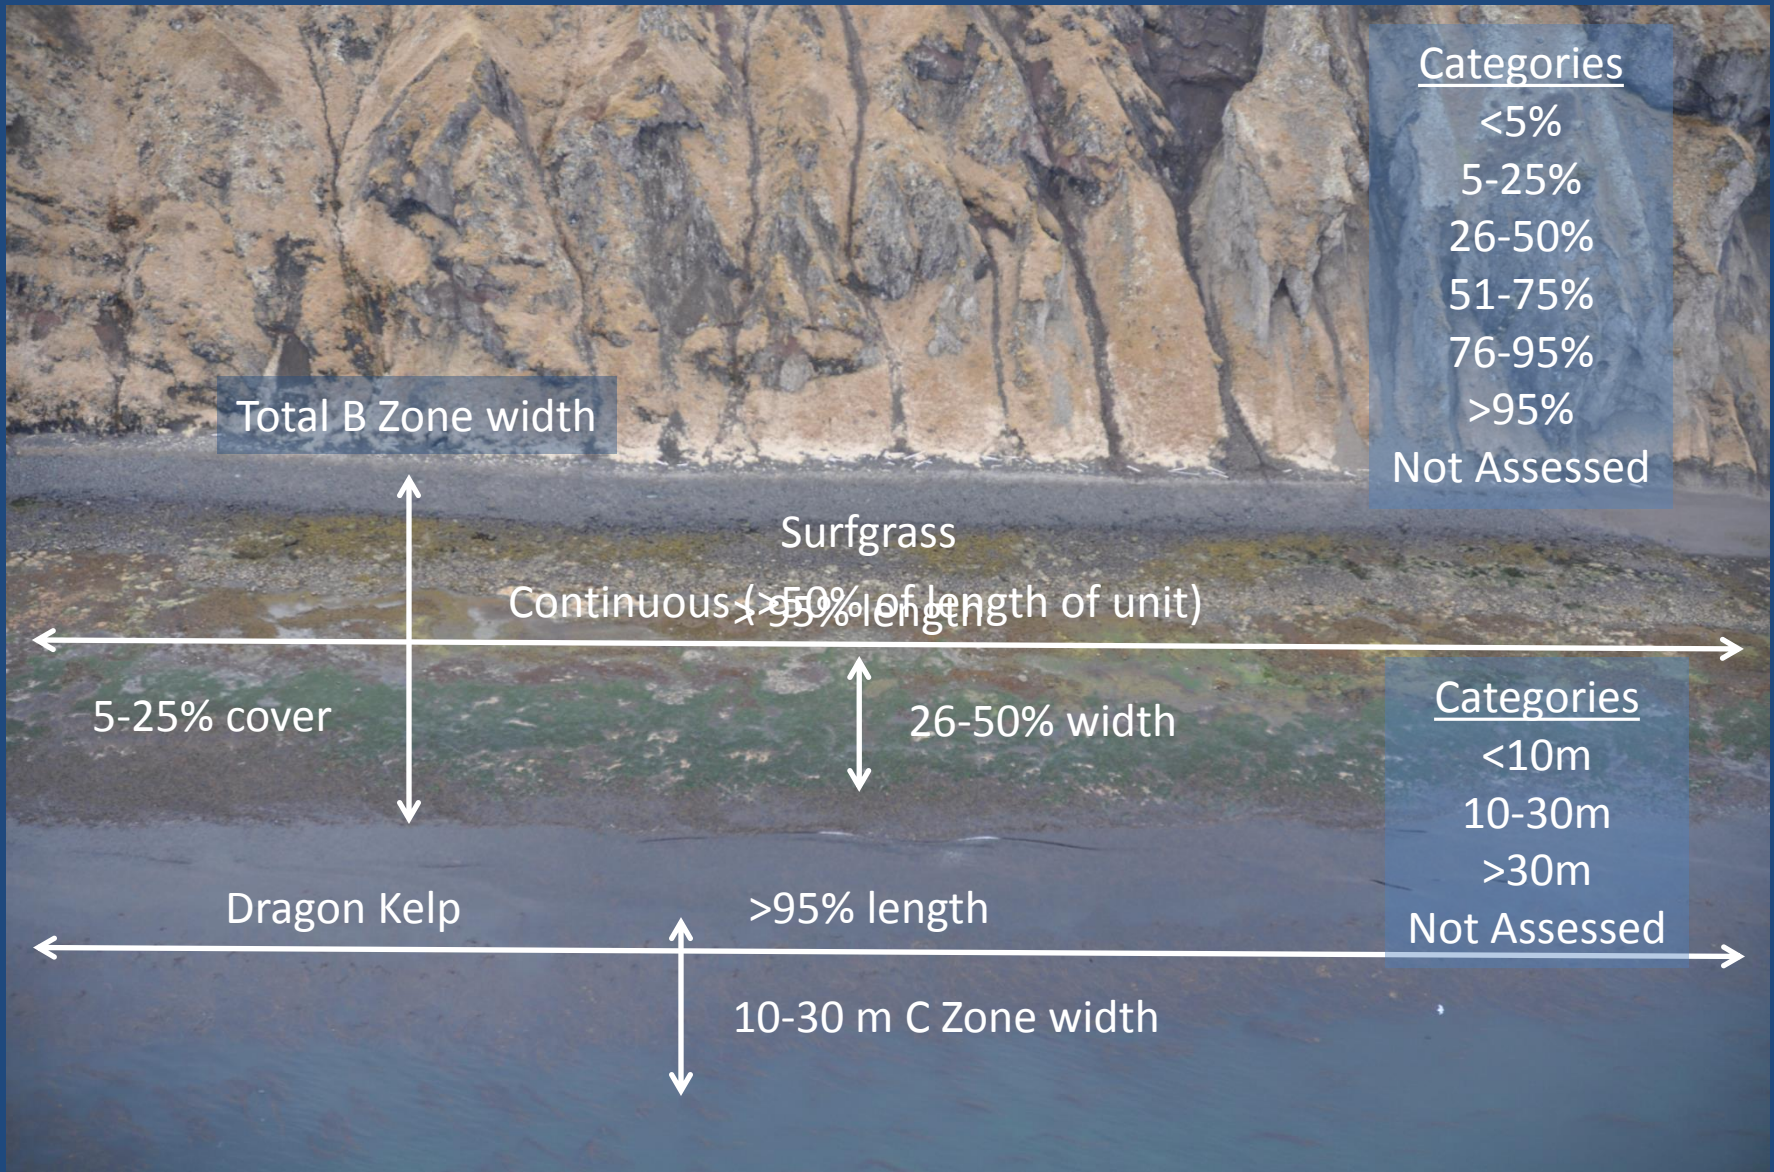 Categories
<5%
5-25%
26-50%
51-75%
76-95%
>95%
Not Assessed
Total B Zone width
Surfgrass
Continuous (>50% of length of unit)
>95% length
5-25% cover
26-50% width
Categories
<10m
10-30m
>30m
Not Assessed
Dragon Kelp
>95% length
10-30 m C Zone width